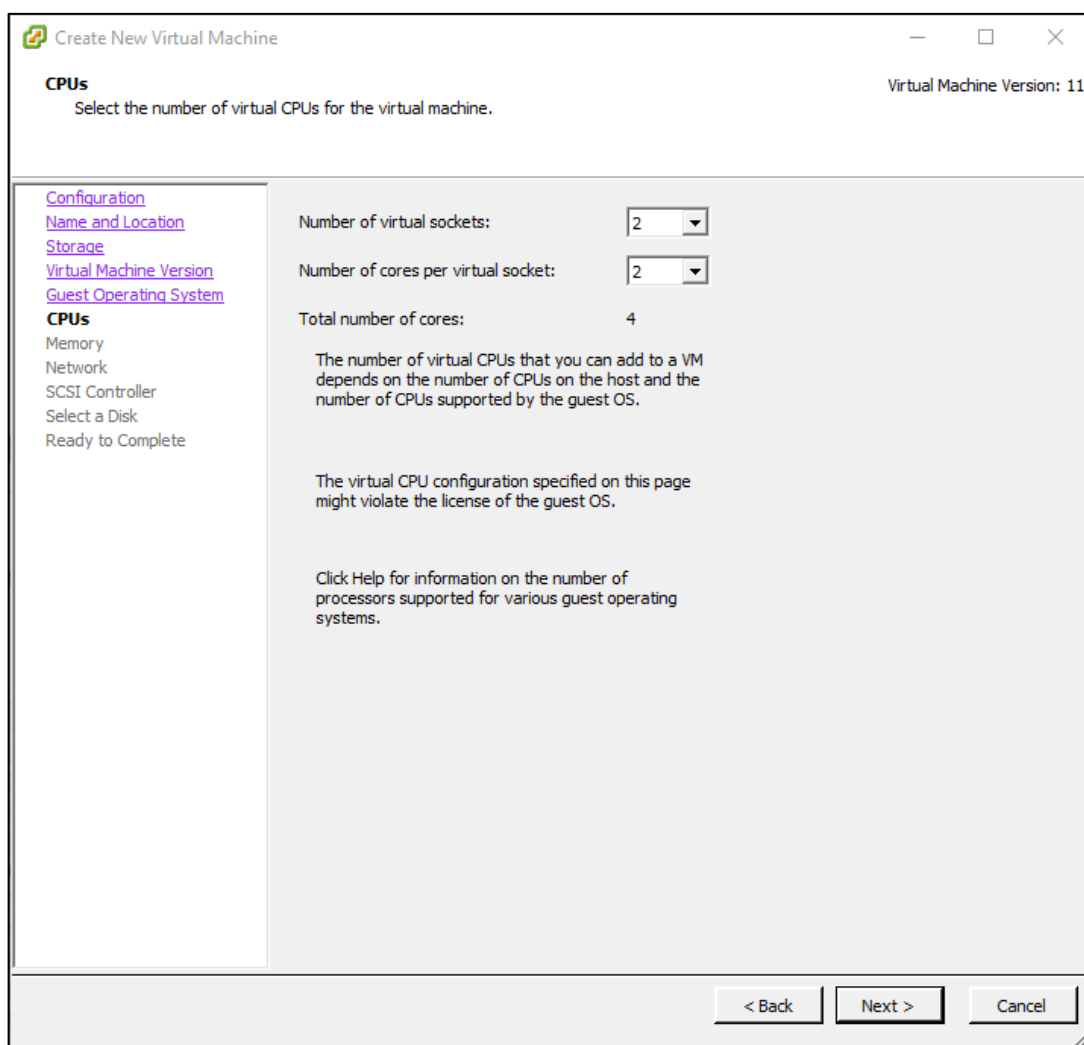 Create New Virtual Machine
CPUs
Virtual Machine Version: 11
Select the number of virtual CPUs for the virtual machine.
Configuration
Name and Location
Storage
Virtual Machine Version
Guest Operating System
CPUs
Memory
Network
SCSI Controller
Select a Disk
Ready to Complete
Number of virtual sockets: 2
Number of cores per virtual socket: 2
Total number of cores: 4
The number of virtual CPUs that you can add to a VM
depends on the number of CPUs on the host and the
number of CPUs supported by the guest OS.
The virtual CPU configuration specified on this page
might violate the license of the guest OS.
Click Help for information on the number of
processors supported for various guest operating
systems.
< Back Next > Cancel